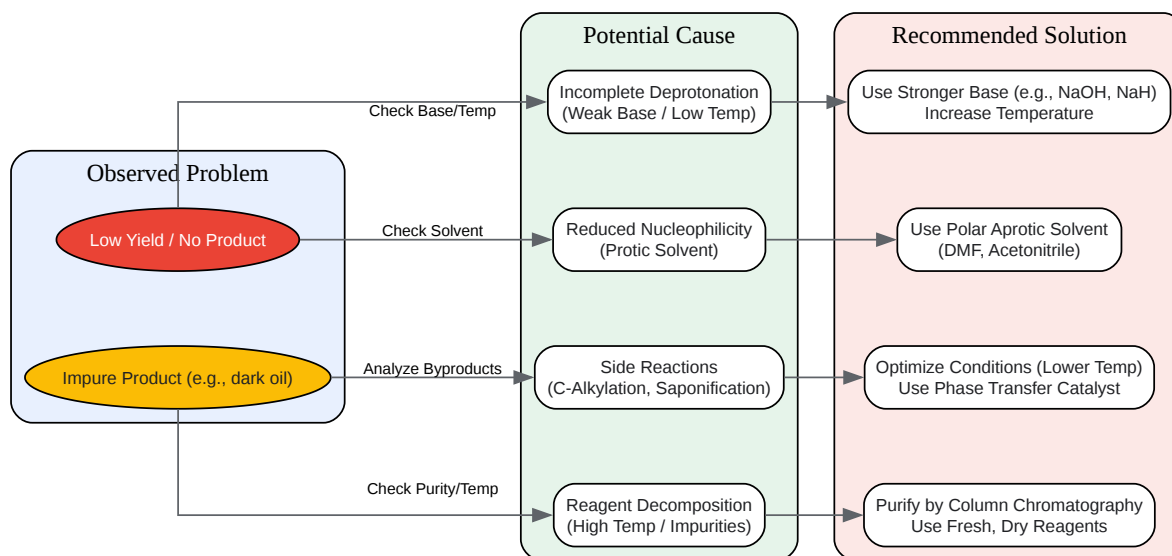 Potential Cause
Recommended Solution
Incomplete Deprotonation
(Weak Base / Low Temp)
Use Stronger Base (e.g., NaOH, NaH)
Increase Temperature
Check Base/Temp
Observed Problem
Low Yield / No Product
Check Solvent
Reduced Nucleophilicity
(Protic Solvent)
Use Polar Aprotic Solvent
(DMF, Acetonitrile)
Impure Product (e.g., dark oil)
Analyze Byproducts
Side Reactions
(C-Alkylation, Saponification)
Optimize Conditions (Lower Temp)
Use Phase Transfer Catalyst
Check Purity/Temp
Reagent Decomposition
(High Temp / Impurities)
Purify by Column Chromatography
Use Fresh, Dry Reagents